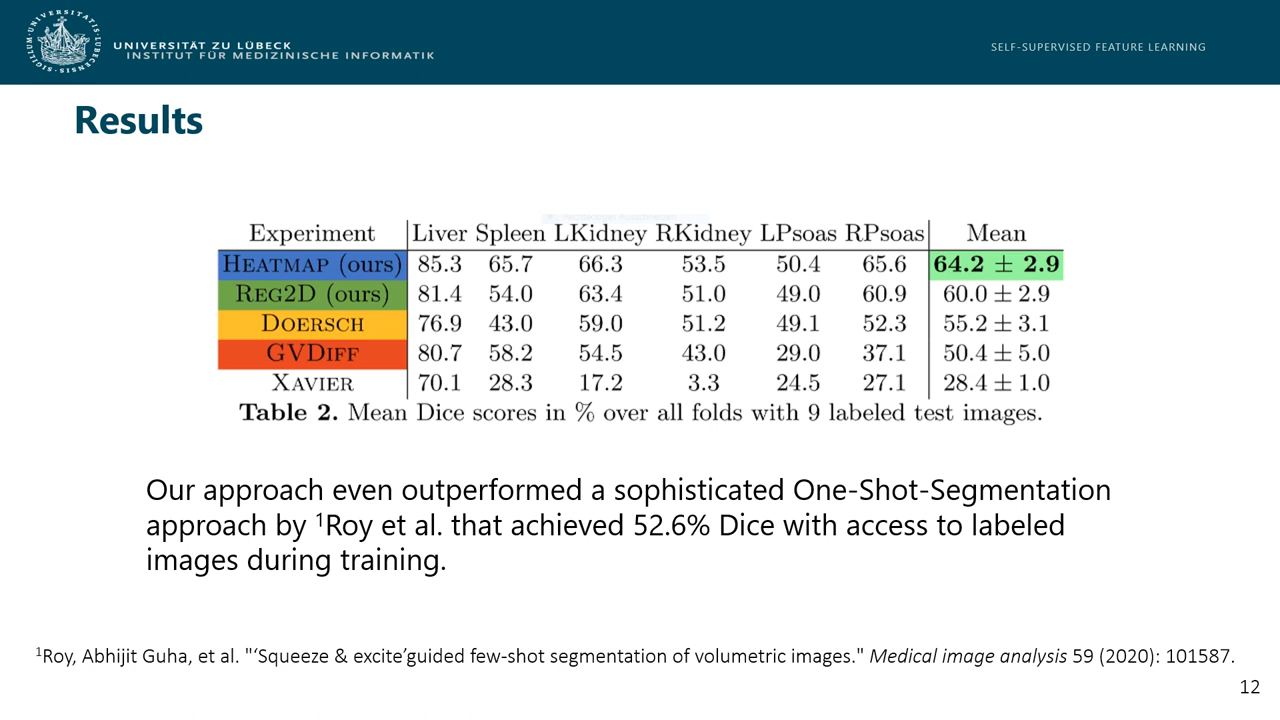 UNIVERSITÄT ZU LÜBECK
INSTITUT FÜR MEDIZINISCHE INFORMATIK
SELF-SUPERVISED FEATURE LEARNING
Results
Experiment Liver Spleen LKidney RKidney LPsoas RPsoas Mean
HEATMAP (ours) 85.3 65.7 66.3 53.5 50.4 65.6 64.2 ± 2.9
REG2D (ours) 81.4 54.0 63.4 51.0 49.0 60.9 60.0 ± 2.9
DOERSCH 76.9 43.0 59.0 51.2 49.1 52.3 55.2 ± 3.1
GVDIFF 80.7 58.2 54.5 43.0 29.0 37.1 50.4 ± 5.0
XAVIER 70.1 28.3 17.2 3.3 24.5 27.1 28.4 ± 1.0
Table 2. Mean Dice scores in % over all folds with 9 labeled test images.
Our approach even outperformed a sophisticated One-Shot-Segmentation
approach by ¹Roy et al. that achieved 52.6% Dice with access to labeled
images during training.
¹Roy, Abhijit Guha, et al. "‘Squeeze & excite’guided few-shot segmentation of volumetric images." Medical image analysis 59 (2020): 101587.
12